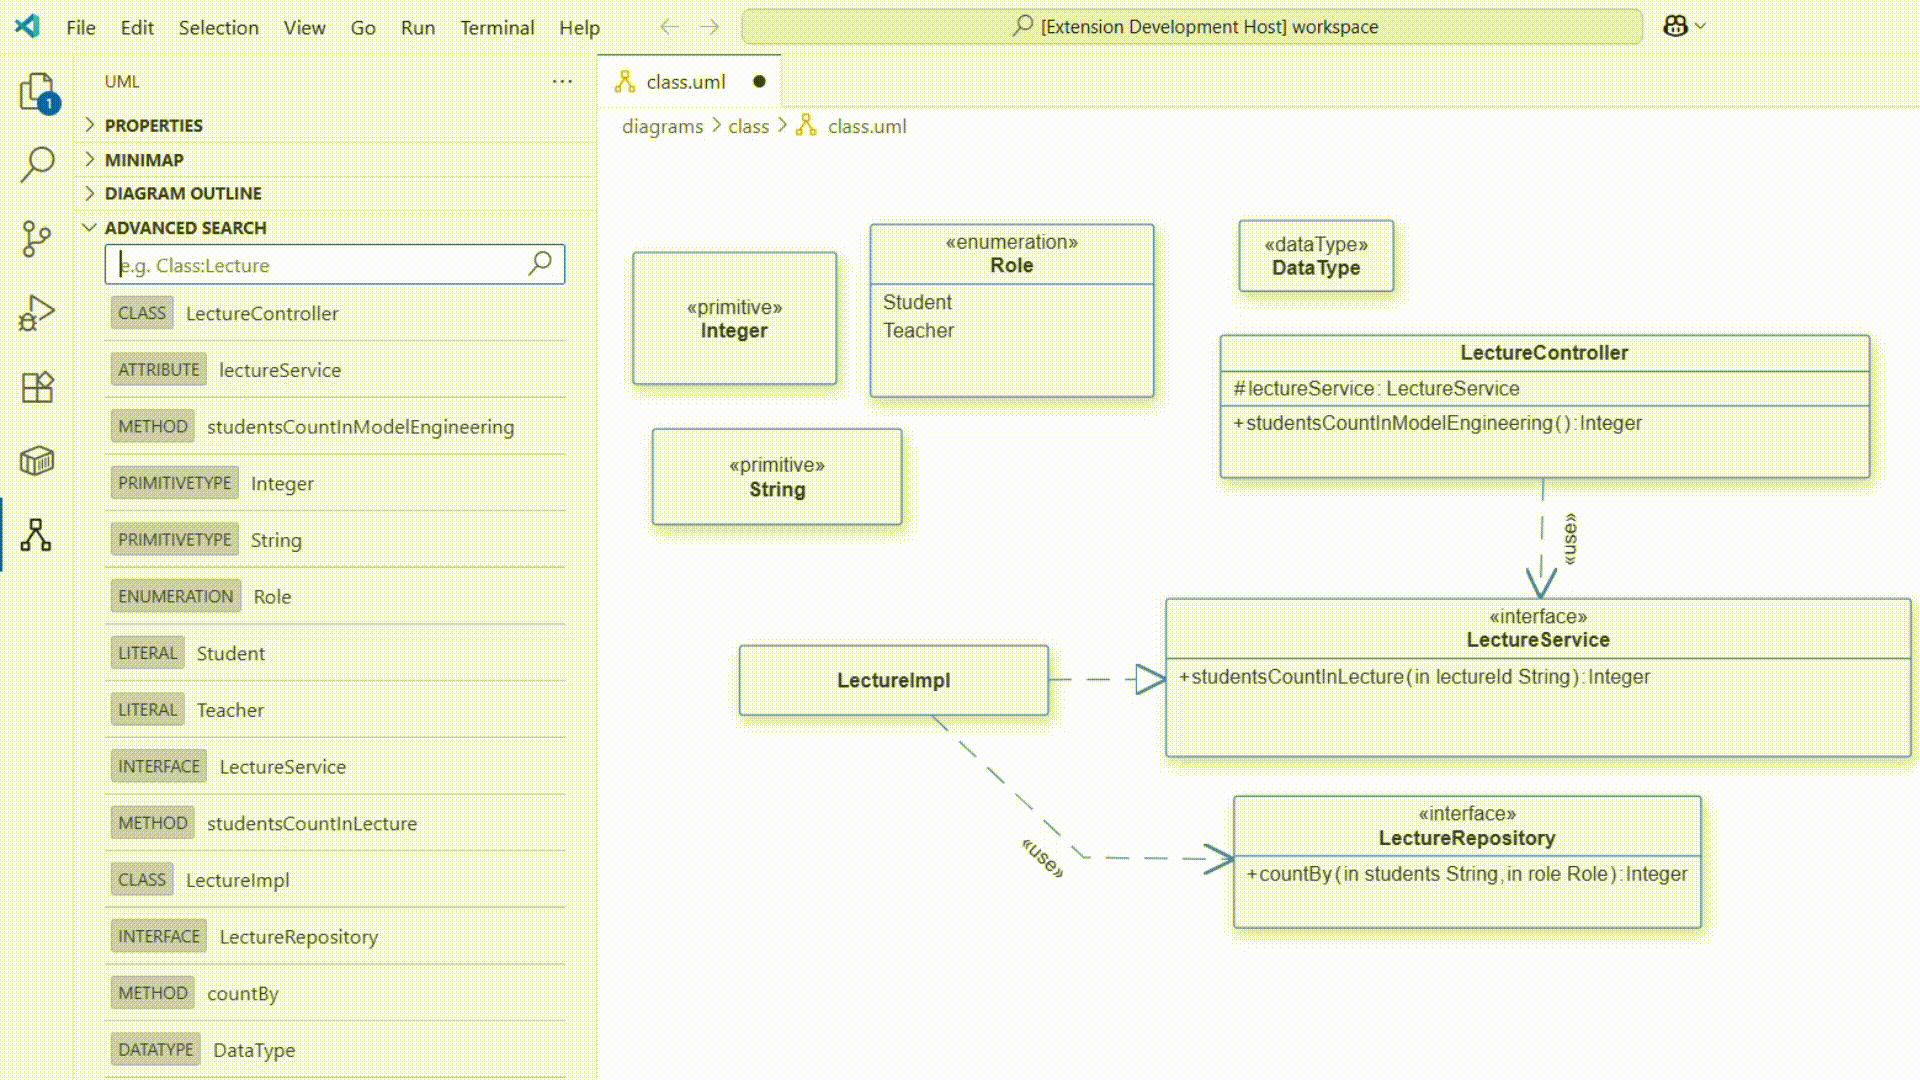 File Edit Selection View Go Run Terminal Help
[Extension Development Host] workspace
1
UML
PROPERTIES
MINIMAP
DIAGRAM OUTLINE
ADVANCED SEARCH
e.g. Class:Lecture
CLASS LectureController
ATTRIBUTE lectureService
METHOD studentsCountInModelEngineering
PRIMITIVETYPE Integer
PRIMITIVETYPE String
ENUMERATION Role
LITERAL Student
LITERAL Teacher
INTERFACE LectureService
METHOD studentsCountInLecture
CLASS LectureImpl
INTERFACE LectureRepository
METHOD countBy
DATATYPE DataType
class.uml
diagrams > class > class.uml
«primitive»
Integer
«enumeration»
Role
Student
Teacher
«dataType»
DataType
«primitive»
String
LectureController
#lectureService: LectureService
+studentsCountInModelEngineering():Integer
«use»
«interface»
LectureService
+studentsCountInLecture(in lectureId String):Integer
LectureImpl
«use»
«interface»
LectureRepository
+countBy(in students String,in role Role):Integer